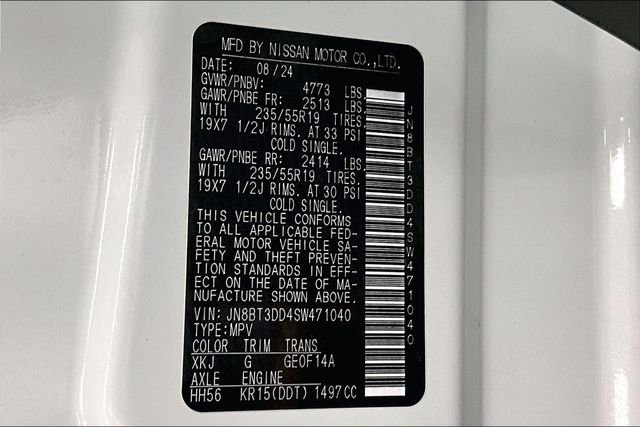 MFD BY NISSAN MOTOR CO.,LTD.
DATE: 08/24
GVWR/PNBV: 4773 LBS
GAWR/PNBE FR: 2513 LBS
WITH 235/55R19 TIRES
19X7 1/2J RIMS. AT 33 PSI
COLD SINGLE.
GAWR/PNBE RR: 2414 LBS
WITH 235/55R19 TIRES.
19X7 1/2J RIMS. AT 30 PSI
COLD SINGLE.
THIS VEHICLE CONFORMS
TO ALL APPLICABLE FED-
ERAL MOTOR VEHICLE SA-
FETY AND THEFT PREVEN-
TION STANDARDS IN EFF-
ECT ON THE DATE OF MA-
NUFACTURE SHOWN ABOVE.
VIN: JN8BT3DD4SW471040
TYPE:MPV
COLOR TRIM TRANS
XKJ G GE0F14A
AXLE ENGINE
HH56 KR15(DDT) 1497CC
JN8BT3DD4SW471040